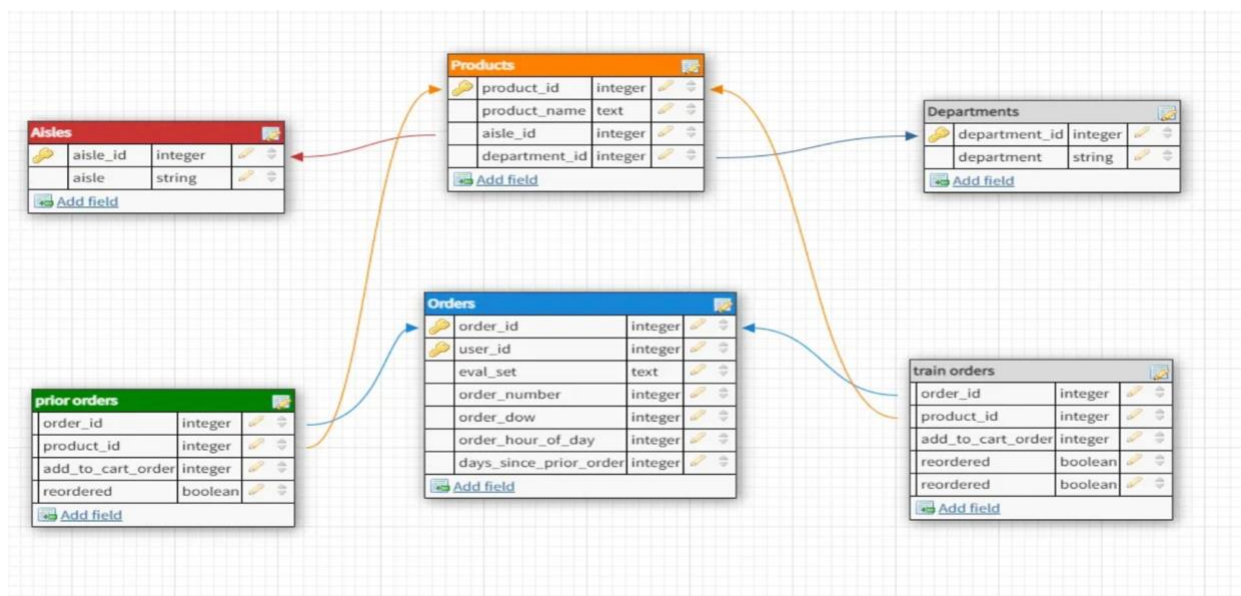 Products
product_id integer
product_name text
aisle_id integer
department_id integer
Add field
Departments
department_id integer
department string
Add field
Aisles
aisle_id integer
aisle string
Add field
Orders
order_id integer
user_id integer
eval_set text
order_number integer
order_dow integer
order_hour_of_day integer
days_since_prior_order integer
Add field
train orders
order_id integer
product_id integer
add_to_cart_order integer
reordered boolean
reordered boolean
Add field
prior orders
order_id integer
product_id integer
add_to_cart_order integer
reordered boolean
Add field